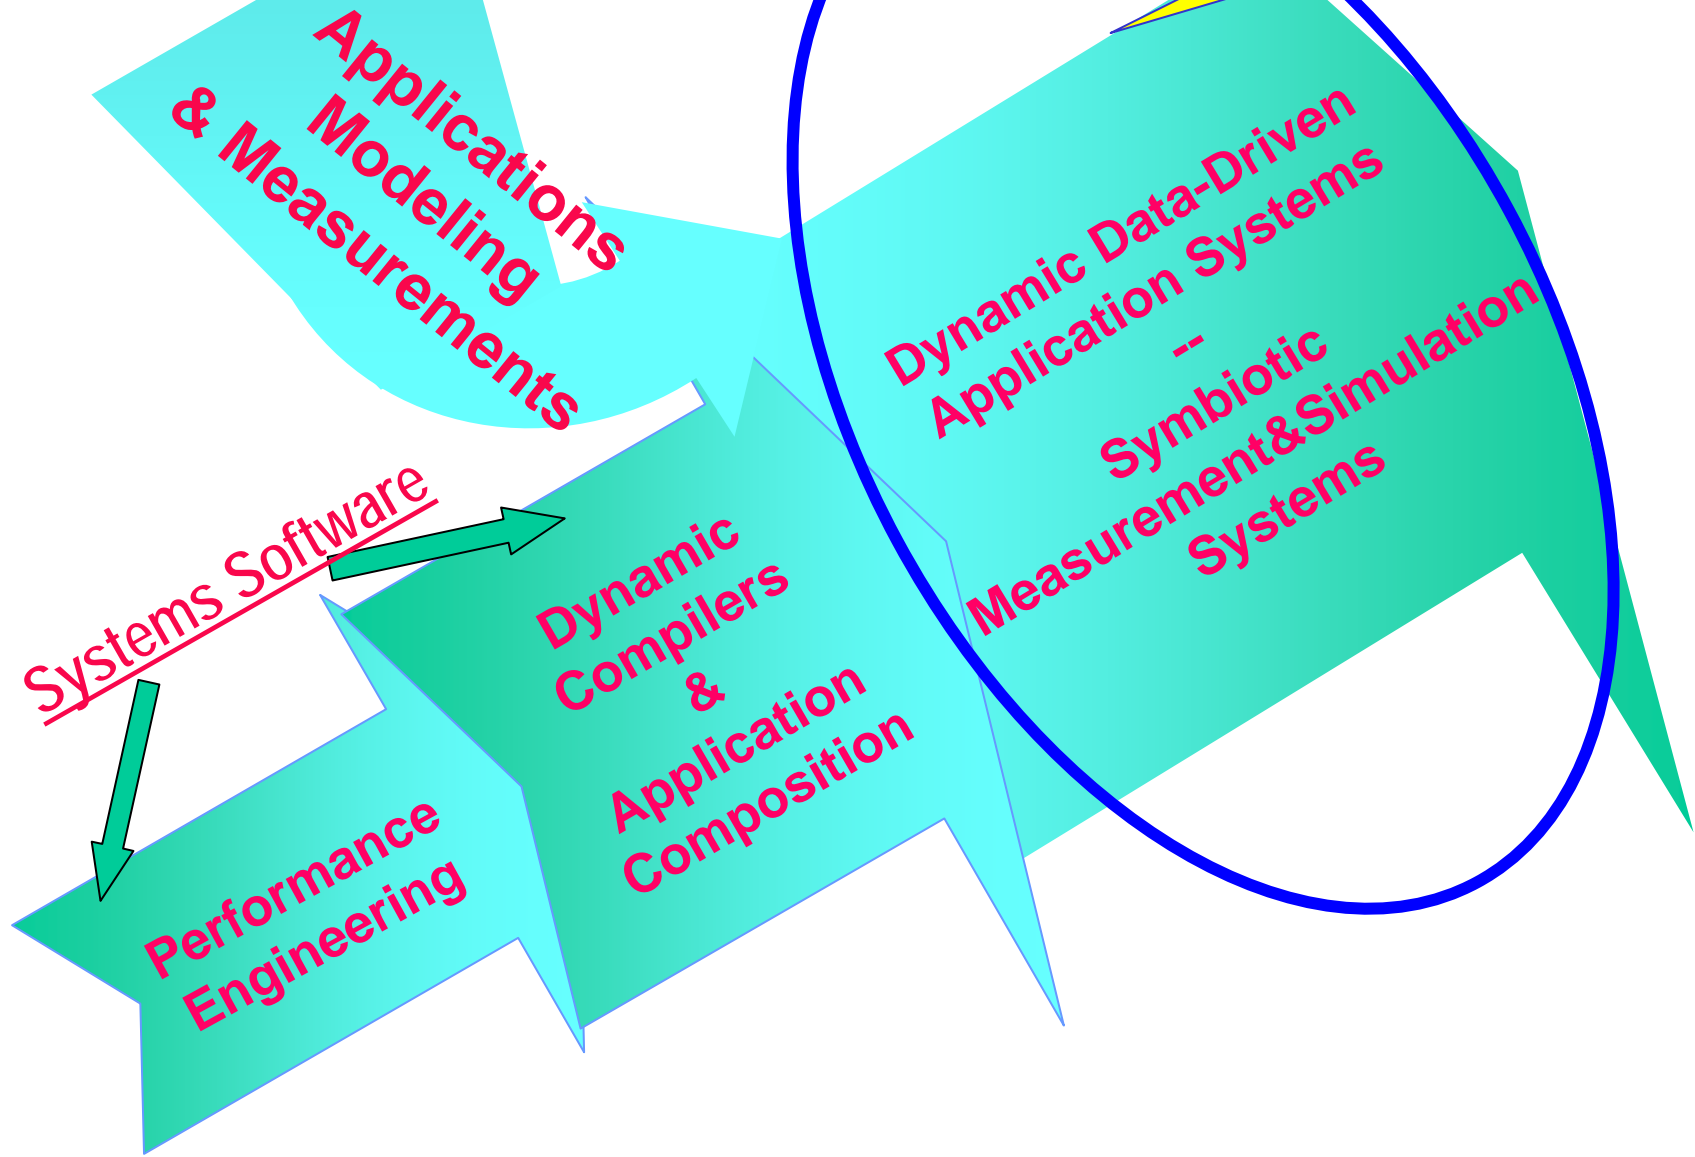 Applications
Modeling
& Measurements
Dynamic Data-Driven
Application Systems
--
Symbiotic
Measurement&Simulation
Systems
Systems Software
Dynamic
Compilers
&
Application
Composition
Performance
Engineering